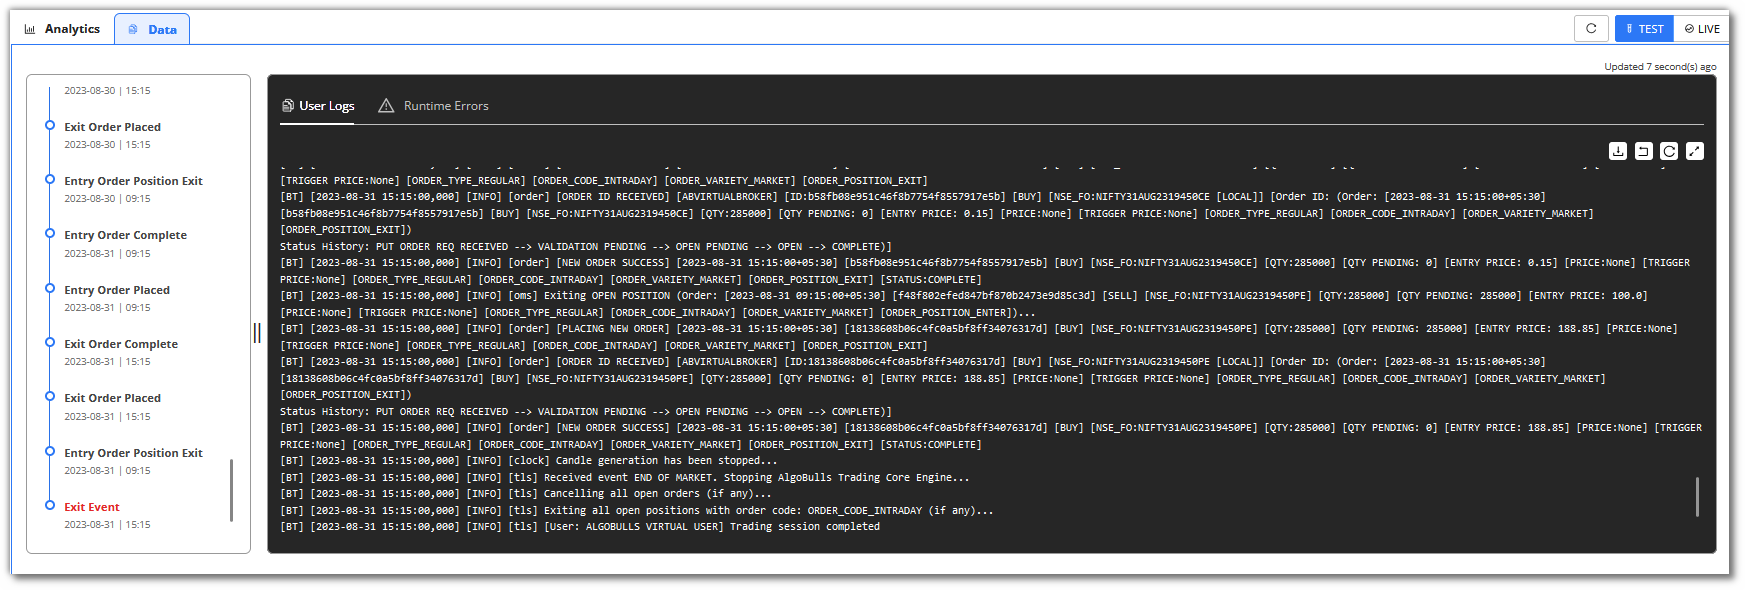 Analytics
Data
TEST
LIVE
Updated 7 second(s) ago
2023-08-30 | 15:15
Exit Order Placed
2023-08-30 | 15:15
Entry Order Position Exit
2023-08-30 | 09:15
Entry Order Complete
2023-08-31 | 09:15
Entry Order Placed
2023-08-31 | 09:15
Exit Order Complete
2023-08-31 | 15:15
Exit Order Placed
2023-08-31 | 15:15
Entry Order Position Exit
2023-08-31 | 09:15
Exit Event
2023-08-31 | 15:15
User Logs
Runtime Errors
[TRIGGER PRICE:None] [ORDER_TYPE_REGULAR] [ORDER_CODE_INTRADAY] [ORDER_VARIETY_MARKET] [ORDER_POSITION_EXIT]
[BT] [2023-08-31 15:15:00,000] [INFO] [order] [ORDER ID RECEIVED] [ABVIRTUALBROKER] [ID:b58fb08e951c46f8b7754f8557917e5b] [BUY] [NSE_FO:NIFTY31AUG2319450CE [LOCAL]] [Order ID: (Order: [2023-08-31 15:15:00+05:30]
[b58fb08e951c46f8b7754f8557917e5b] [BUY] [NSE_FO:NIFTY31AUG2319450CE] [QTY:285000] [QTY PENDING: 0] [ENTRY PRICE: 0.15] [PRICE:None] [TRIGGER PRICE:None] [ORDER_TYPE_REGULAR] [ORDER_CODE_INTRADAY] [ORDER_VARIETY_MARKET]
[ORDER_POSITION_EXIT])
Status History: PUT ORDER REQ RECEIVED --> VALIDATION PENDING --> OPEN PENDING --> OPEN --> COMPLETE)]
[BT] [2023-08-31 15:15:00,000] [INFO] [order] [NEW ORDER SUCCESS] [2023-08-31 15:15:00+05:30] [b58fb08e951c46f8b7754f8557917e5b] [BUY] [NSE_FO:NIFTY31AUG2319450CE] [QTY:285000] [QTY PENDING: 0] [ENTRY PRICE: 0.15] [PRICE:None] [TRIGGER
PRICE:None] [ORDER_TYPE_REGULAR] [ORDER_CODE_INTRADAY] [ORDER_VARIETY_MARKET] [ORDER_POSITION_EXIT] [STATUS:COMPLETE]
[BT] [2023-08-31 15:15:00,000] [INFO] [oms] Exiting OPEN POSITION (Order: [2023-08-31 09:15:00+05:30] [f48f802efed847bf870b2473e9d85c3d] [SELL] [NSE_FO:NIFTY31AUG2319450PE] [QTY:285000] [QTY PENDING: 285000] [ENTRY PRICE: 100.0]
[PRICE:None] [TRIGGER PRICE:None] [ORDER_TYPE_REGULAR] [ORDER_CODE_INTRADAY] [ORDER_VARIETY_MARKET] [ORDER_POSITION_ENTER])...
[BT] [2023-08-31 15:15:00,000] [INFO] [order] [PLACING NEW ORDER] [2023-08-31 15:15:00+05:30] [18138608b06c4fc0a5bf8ff34076317d] [BUY] [NSE_FO:NIFTY31AUG2319450PE] [QTY:285000] [QTY PENDING: 285000] [ENTRY PRICE: 188.85] [PRICE:None]
[TRIGGER PRICE:None] [ORDER_TYPE_REGULAR] [ORDER_CODE_INTRADAY] [ORDER_VARIETY_MARKET] [ORDER_POSITION_EXIT]
[BT] [2023-08-31 15:15:00,000] [INFO] [order] [ORDER ID RECEIVED] [ABVIRTUALBROKER] [ID:18138608b06c4fc0a5bf8ff34076317d] [BUY] [NSE_FO:NIFTY31AUG2319450PE [LOCAL]] [Order ID: (Order: [2023-08-31 15:15:00+05:30]
[18138608b06c4fc0a5bf8ff34076317d] [BUY] [NSE_FO:NIFTY31AUG2319450PE] [QTY:285000] [QTY PENDING: 0] [ENTRY PRICE: 188.85] [PRICE:None] [TRIGGER PRICE:None] [ORDER_TYPE_REGULAR] [ORDER_CODE_INTRADAY] [ORDER_VARIETY_MARKET]
[ORDER_POSITION_EXIT])
Status History: PUT ORDER REQ RECEIVED --> VALIDATION PENDING --> OPEN PENDING --> OPEN --> COMPLETE)]
[BT] [2023-08-31 15:15:00,000] [INFO] [order] [NEW ORDER SUCCESS] [2023-08-31 15:15:00+05:30] [18138608b06c4fc0a5bf8ff34076317d] [BUY] [NSE_FO:NIFTY31AUG2319450PE] [QTY:285000] [QTY PENDING: 0] [ENTRY PRICE: 188.85] [PRICE:None] [TRIGGER
PRICE:None] [ORDER_TYPE_REGULAR] [ORDER_CODE_INTRADAY] [ORDER_VARIETY_MARKET] [ORDER_POSITION_EXIT] [STATUS:COMPLETE]
[BT] [2023-08-31 15:15:00,000] [INFO] [clock] Candle generation has been stopped...
[BT] [2023-08-31 15:15:00,000] [INFO] [tls] Received event END OF MARKET. Stopping AlgoBulls Trading Core Engine...
[BT] [2023-08-31 15:15:00,000] [INFO] [tls] Cancelling all open orders (if any)...
[BT] [2023-08-31 15:15:00,000] [INFO] [tls] Exiting all open positions with order code: ORDER_CODE_INTRADAY (if any)...
[BT] [2023-08-31 15:15:00,000] [INFO] [tls] [User: ALGOBULLS VIRTUAL USER] Trading session completed